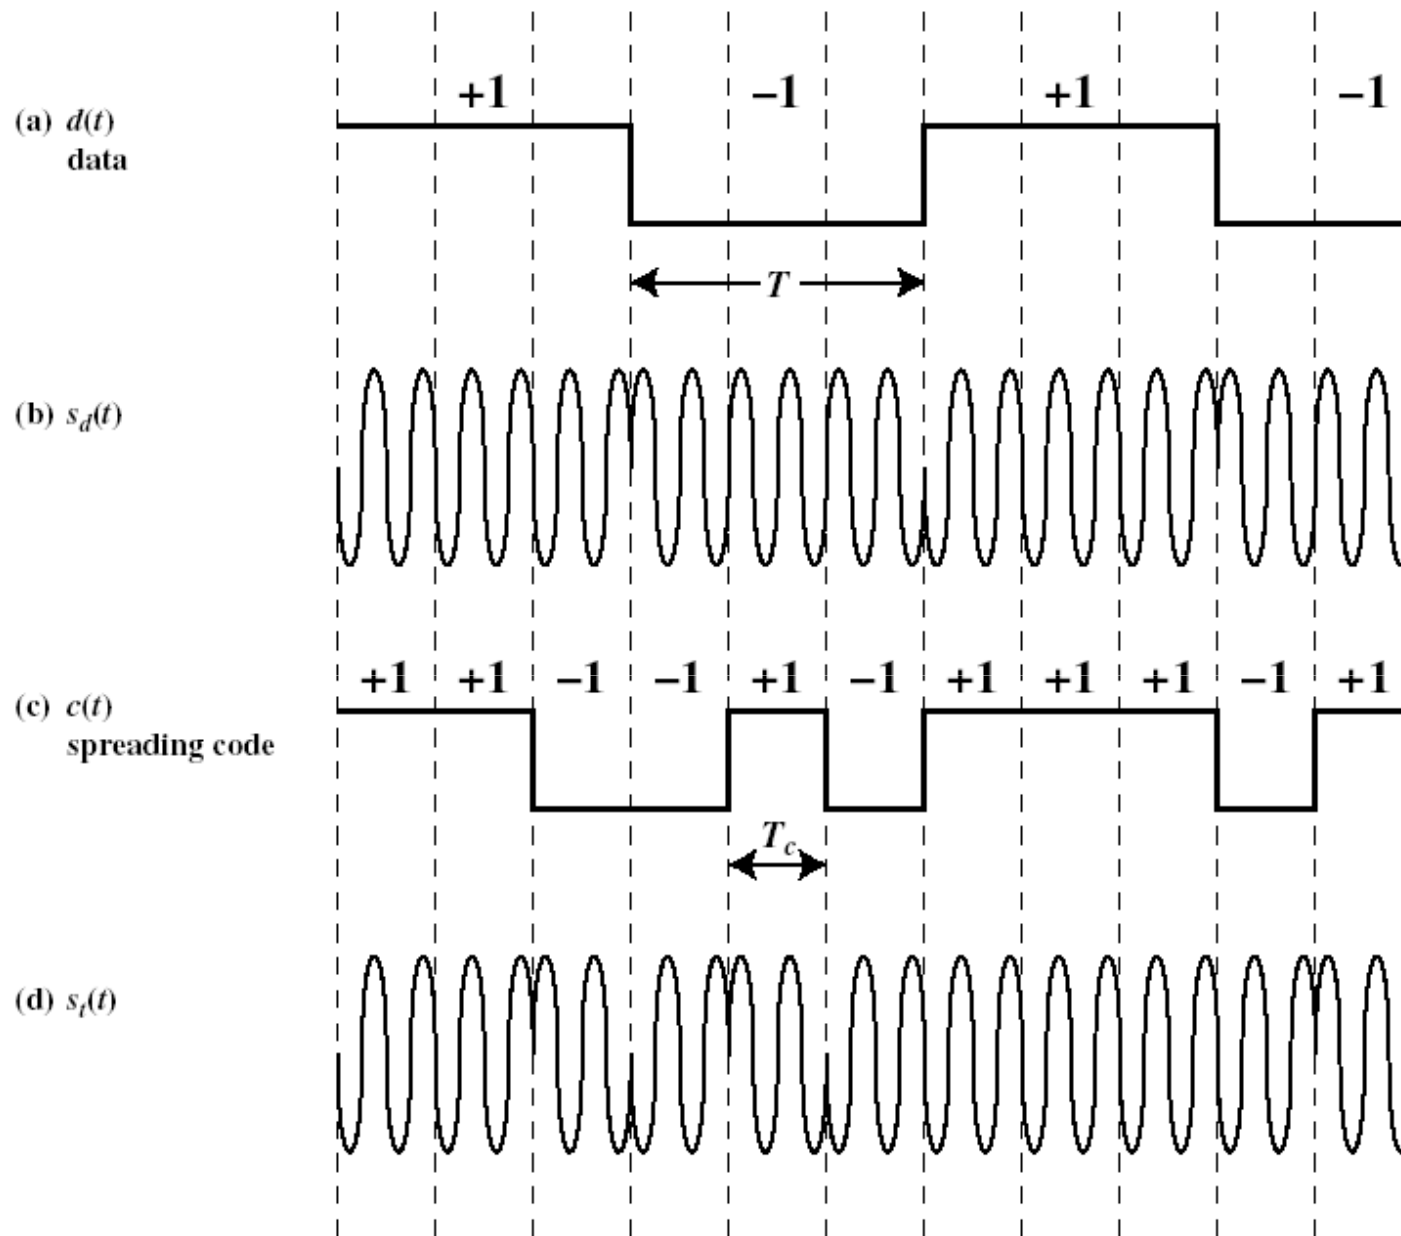 +1 −1 +1 −1
(a) d(t)
data
T
(b) s_d(t)
+1 +1 −1 −1 +1 −1 +1 +1 +1 −1 +1
(c) c(t)
spreading code
T_c
(d) s_t(t)